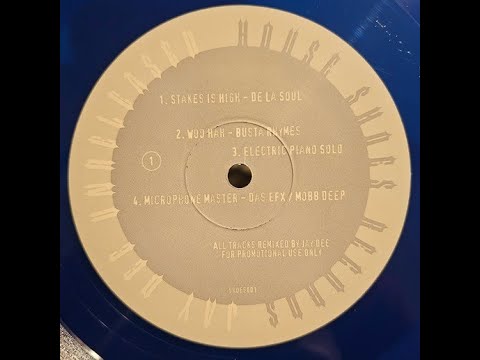 HOUSE SHOES RECORDS
JAY DEE UNRELEASED
1. STAKES IS HIGH - DE LA SOUL
2. WOO HAH - BUSTA RHYMES
3. ELECTRIC PIANO SOLO
1
4. MICROPHONE MASTER - DAS EFX / MOBB DEEP
ALL TRACKS REMIXED BY JAY DEE
FOR PROMOTIONAL USE ONLY